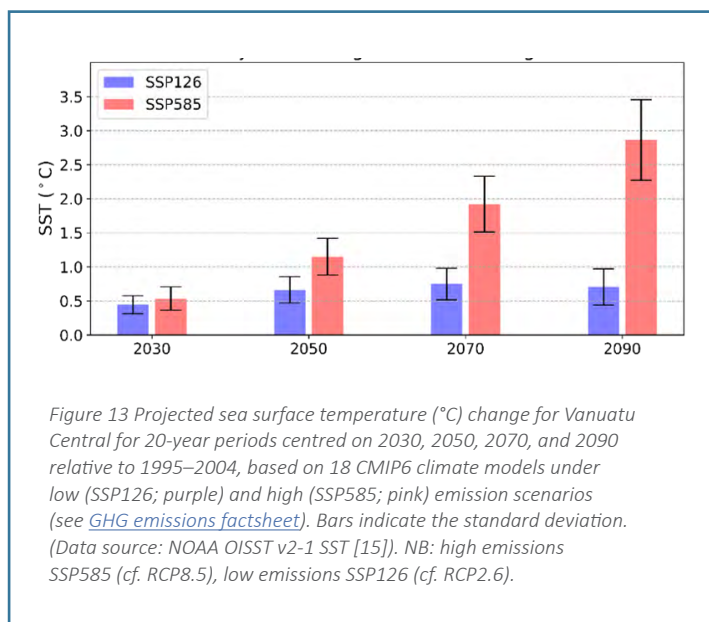 SSP126
SSP585
3.5
3.0
2.5
2.0
1.5
1.0
0.5
0.0
SST (°C)
2030 2050 2070 2090
Figure 13 Projected sea surface temperature (°C) change for Vanuatu
Central for 20-year periods centred on 2030, 2050, 2070, and 2090
relative to 1995–2004, based on 18 CMIP6 climate models under
low (SSP126; purple) and high (SSP585; pink) emission scenarios
(see GHG emissions factsheet). Bars indicate the standard deviation.
(Data source: NOAA OISST v2-1 SST [15]). NB: high emissions
SSP585 (cf. RCP8.5), low emissions SSP126 (cf. RCP2.6).